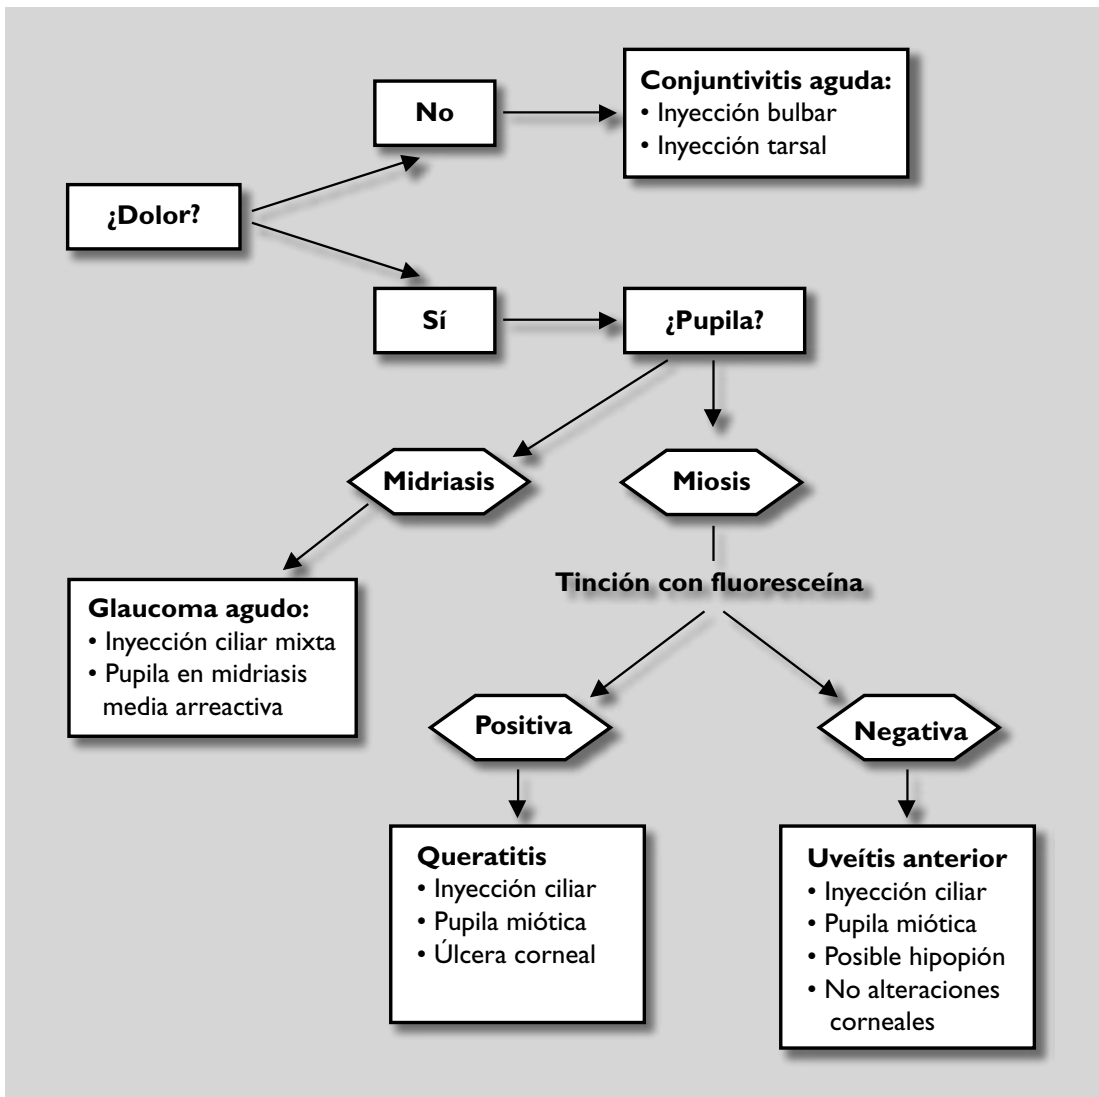 No
Conjuntivitis aguda:
• Inyección bulbar
• Inyección tarsal
¿Dolor?
Sí
¿Pupila?
Midriasis
Miosis
Tinción con fluoresceína
Glaucoma agudo:
• Inyección ciliar mixta
• Pupila en midriasis
media arreactiva
Positiva
Negativa
Queratitis
• Inyección ciliar
• Pupila miótica
• Úlcera corneal
Uveítis anterior
• Inyección ciliar
• Pupila miótica
• Posible hipopión
• No alteraciones
corneales